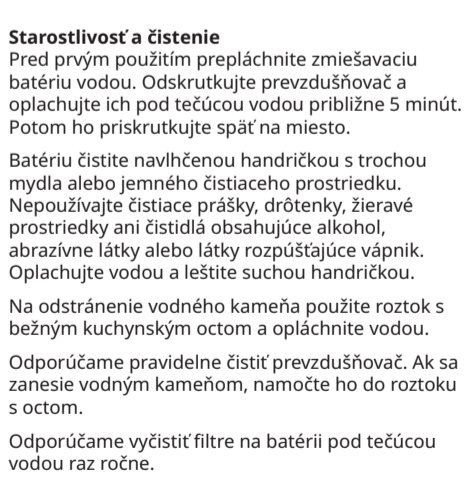 Starostlivosť a čistenie
Pred prvým použitím prepláchnite zmiešavaciu
batériu vodou. Odskrutkujte prevzdušňovač a
oplachujte ich pod tečúcou vodou približne 5 minút.
Potom ho priskrutkujte späť na miesto.
Batériu čistite navlhčenou handričkou s trochou
mydla alebo jemného čistiaceho prostriedku.
Nepoužívajte čistiace prášky, drôtenky, žieravé
prostriedky ani čistidlá obsahujúce alkohol,
abrazívne látky alebo látky rozpúšťajúce vápnik.
Oplachujte vodou a leštite suchou handričkou.
Na odstránenie vodného kameňa použite roztok s
bežným kuchynským octom a opláchnite vodou.
Odporúčame pravidelne čistiť prevzdušňovač. Ak sa
zanesie vodným kameňom, namočte ho do roztoku
s octom.
Odporúčame vyčistiť filtre na batérii pod tečúcou
vodou raz ročne.